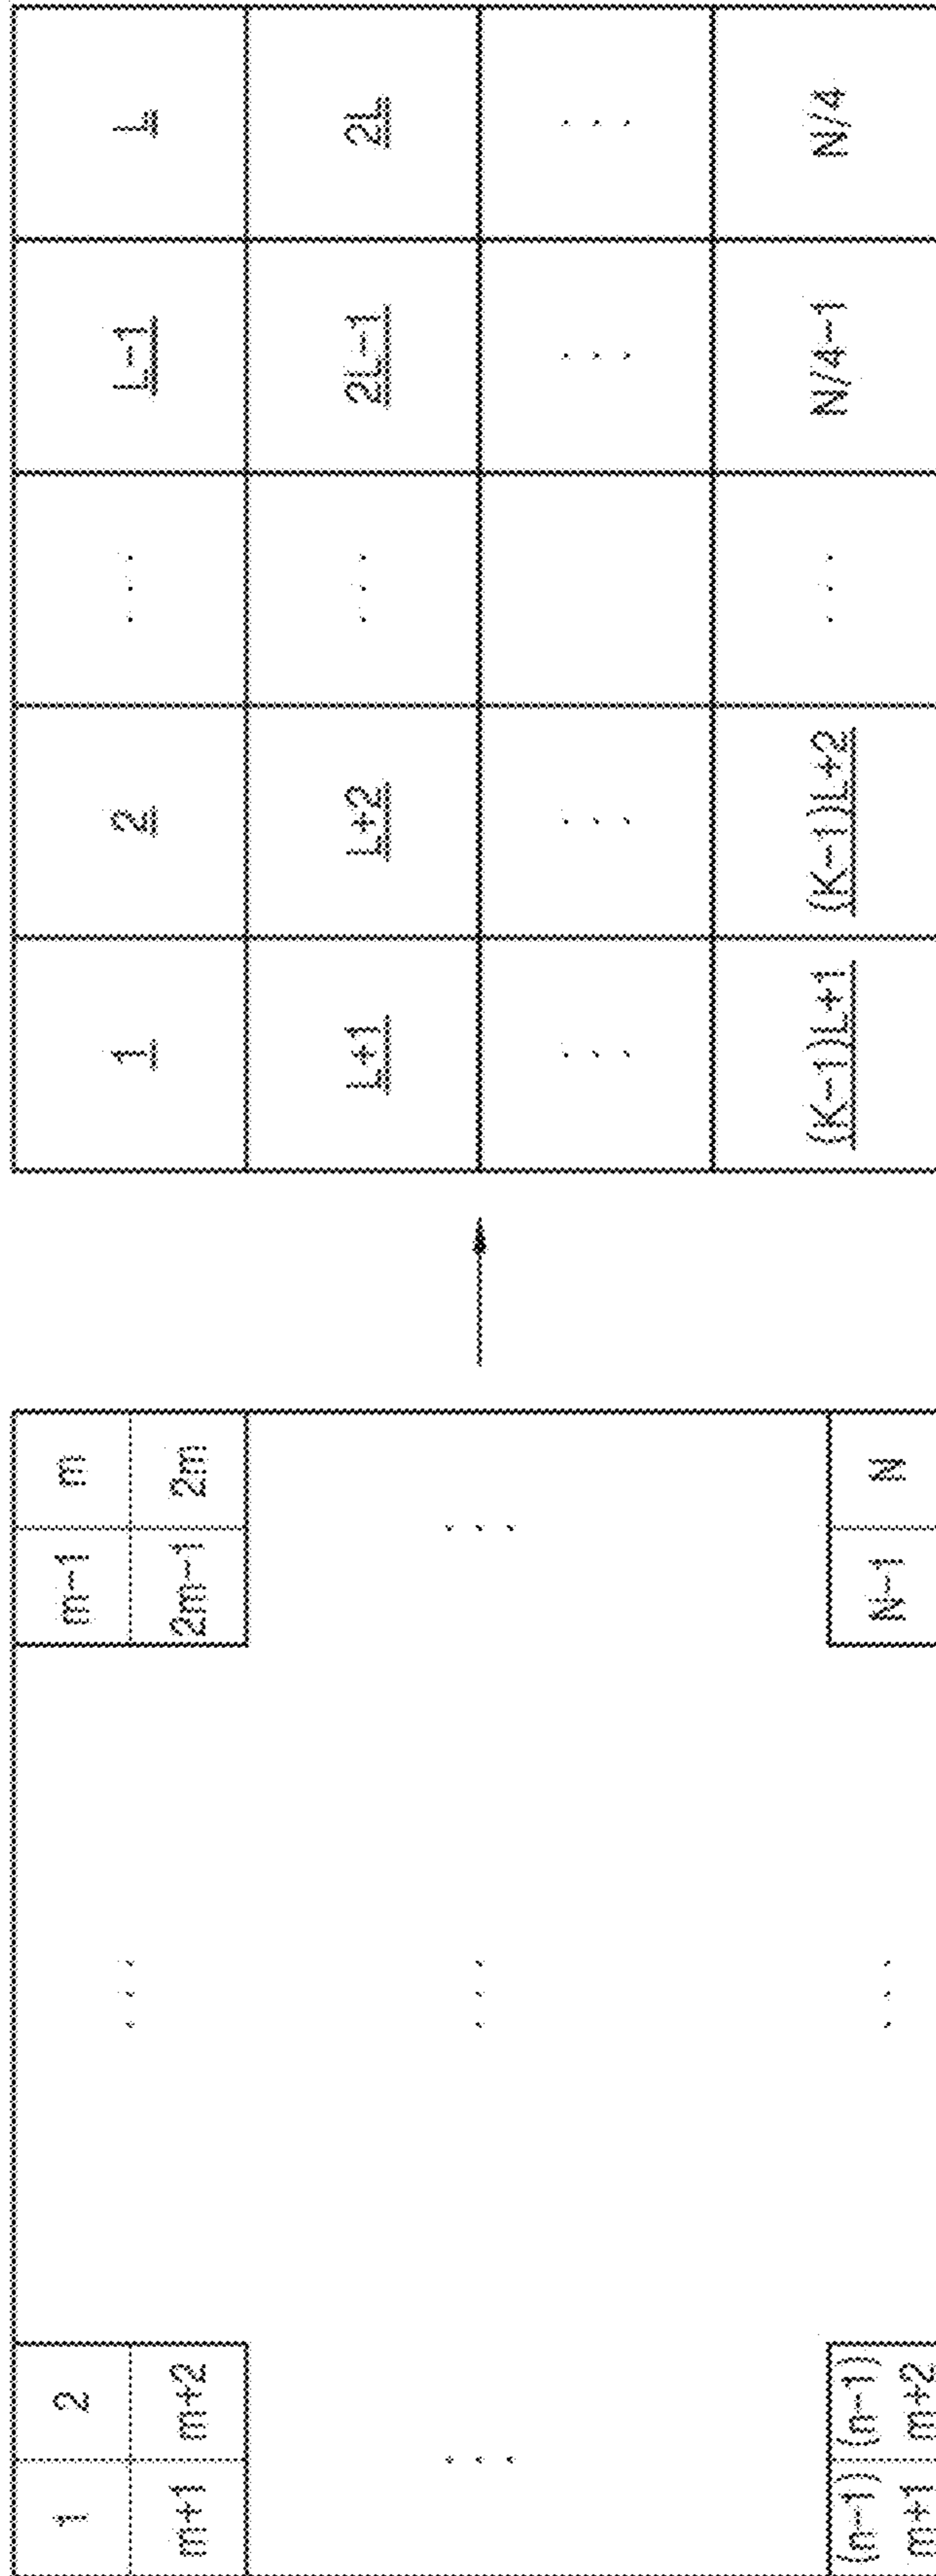 1 2 ... m-1 m
m+1 m+2 2m-1 2m
... ... ...
(n-1) (n-1) ... N-1 N
m+1 m+2
1 2 ... L-1 L
L+1 L+2 ... 2L-1 2L
... ... ... ...
(K-1)L+1 (K-1)L+2 ... N/4-1 N/4